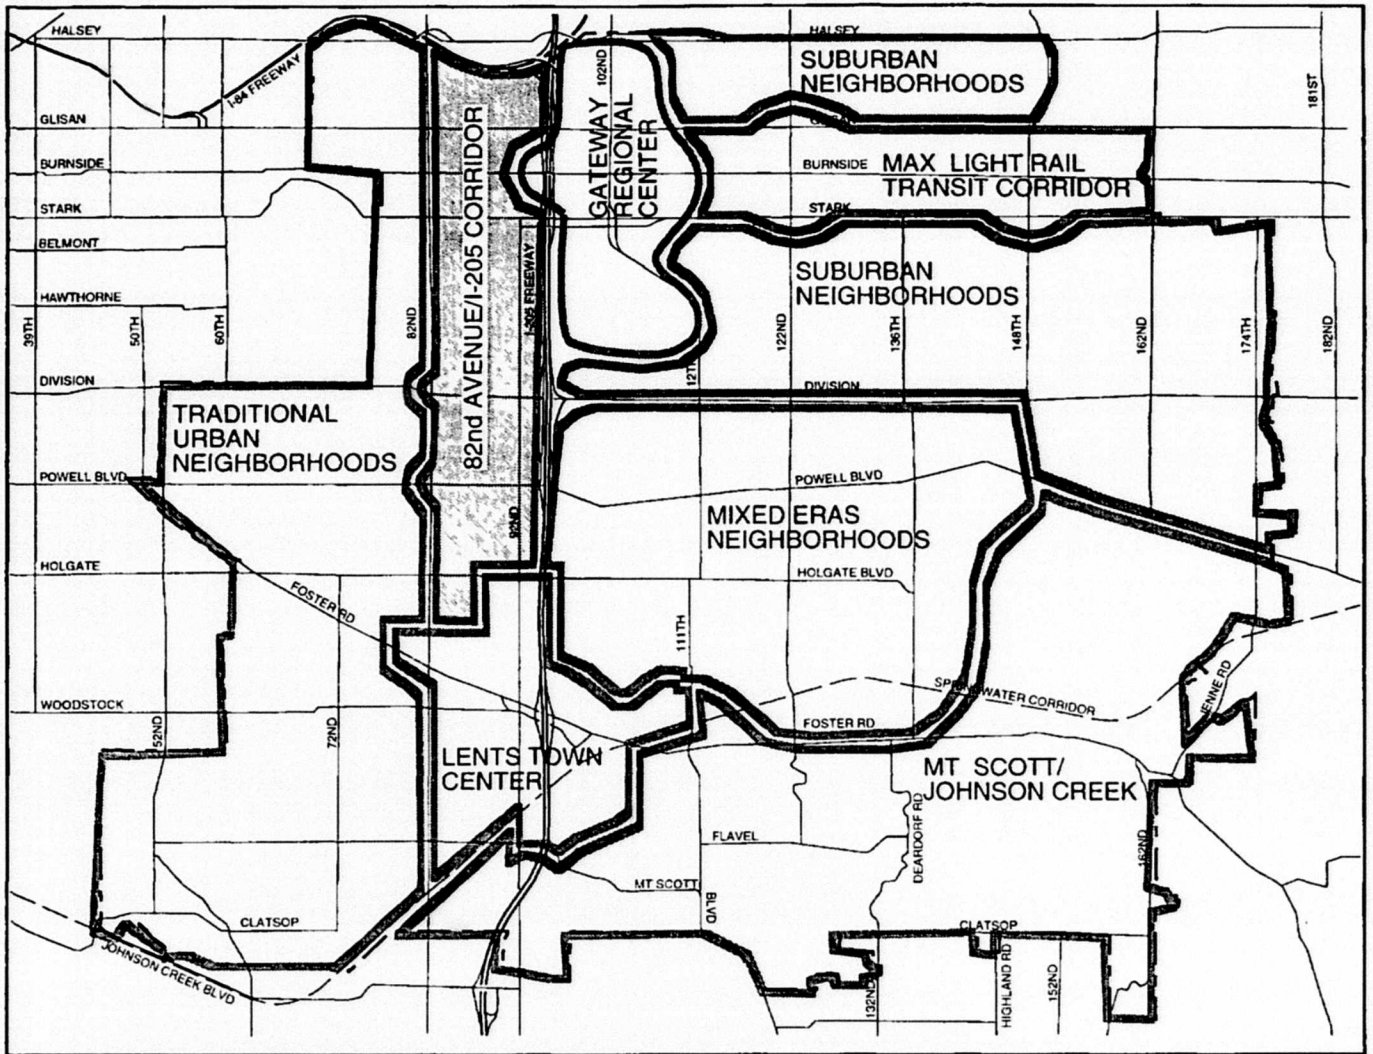 HALSEY
HALSEY
SUBURBAN
NEIGHBORHOODS
102ND
181ST
I-84 FREEWAY
GLISAN
GATEWAY
REGIONAL
CENTER
82nd AVENUE/I-205 CORRIDOR
BURNSIDE
BURNSIDE
MAX LIGHT RAIL
TRANSIT CORRIDOR
STARK
STARK
BELMONT
I-205 FREEWAY
SUBURBAN
NEIGHBORHOODS
HAWTHORNE
39TH
50TH
60TH
82ND
122ND
136TH
148TH
162ND
174TH
182ND
DIVISION
DIVISION
TRADITIONAL
URBAN
NEIGHBORHOODS
POWELL BLVD
POWELL BLVD
92ND
MIXED ERAS
NEIGHBORHOODS
HOLGATE
HOLGATE BLVD
FOSTER RD
111TH
JENNE RD
SPRINGWATER CORRIDOR
WOODSTOCK
52ND
72ND
FOSTER RD
LENTS TOWN
CENTER
MT SCOTT/
JOHNSON CREEK
DEARDORF RD
FLAVEL
162ND
MT SCOTT
BLVD
CLATSOP
CLATSOP
JOHNSON CREEK BLVD
132ND
HIGHLAND RD
152ND